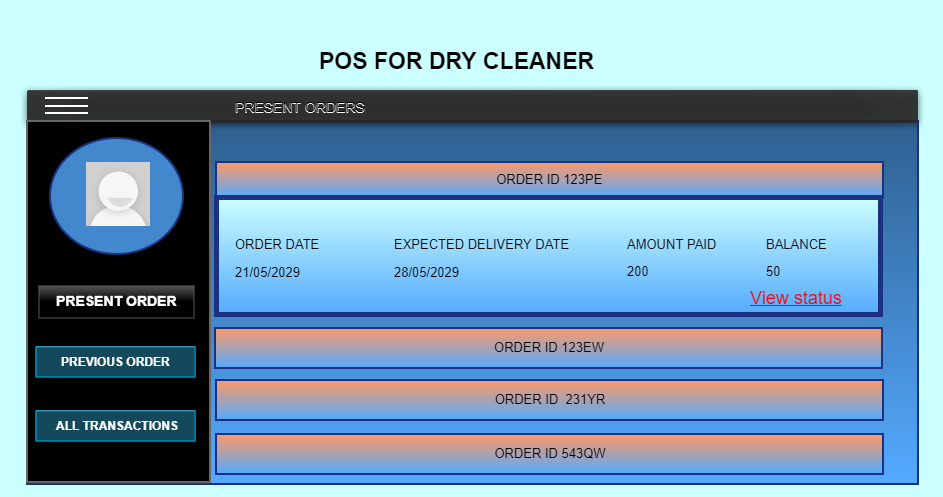 POS FOR DRY CLEANER
PRESENT ORDERS
PRESENT ORDER
PREVIOUS ORDER
ALL TRANSACTIONS
ORDER ID 123PE
ORDER DATE EXPECTED DELIVERY DATE AMOUNT PAID BALANCE
21/05/2029 28/05/2029 200 50
View status
ORDER ID 123EW
ORDER ID 231YR
ORDER ID 543QW